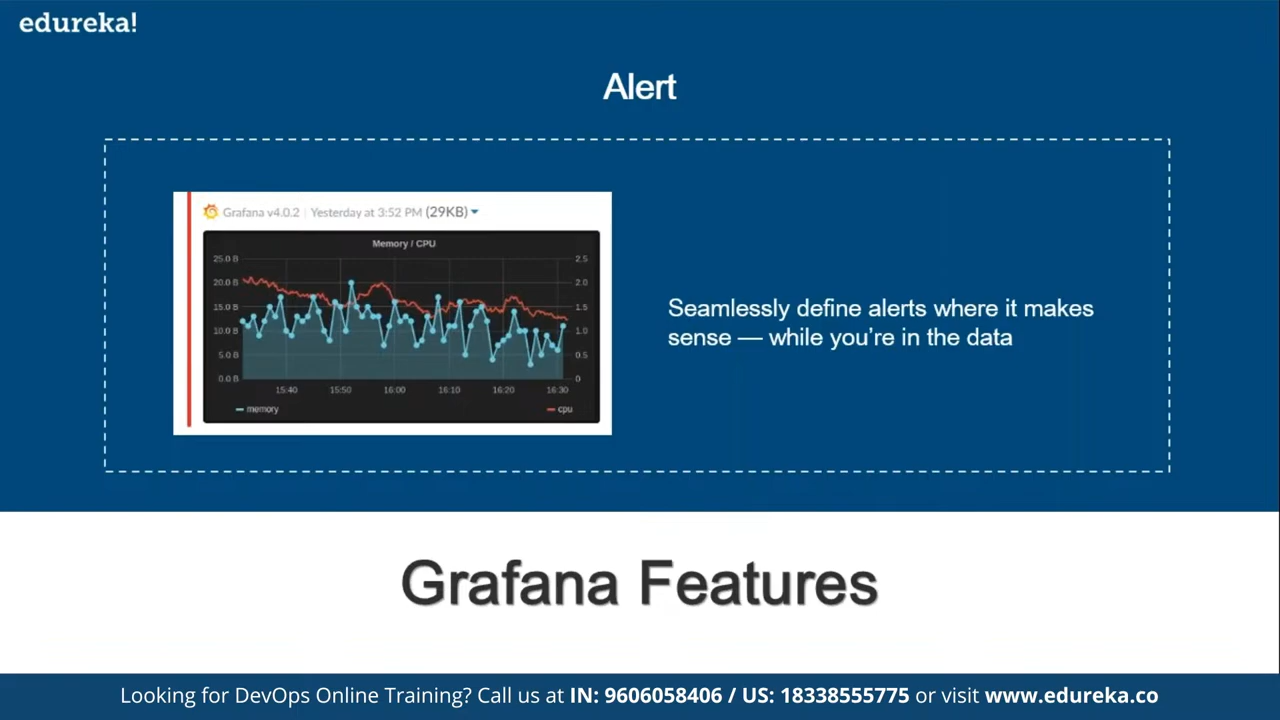 edureka!
Alert
Grafana v4.0.2 | Yesterday at 3:52 PM (29KB)
Memory / CPU
25.0 B
20.0 B
15.0 B
10.0 B
5.0 B
0.0 B
2.5
2.0
1.5
1.0
0.5
0
15:40 15:50 16:00 16:10 16:20 16:30
memory cpu
Seamlessly define alerts where it makes
sense — while you’re in the data
Grafana Features
Looking for DevOps Online Training? Call us at IN: 9606058406 / US: 18338555775 or visit www.edureka.co